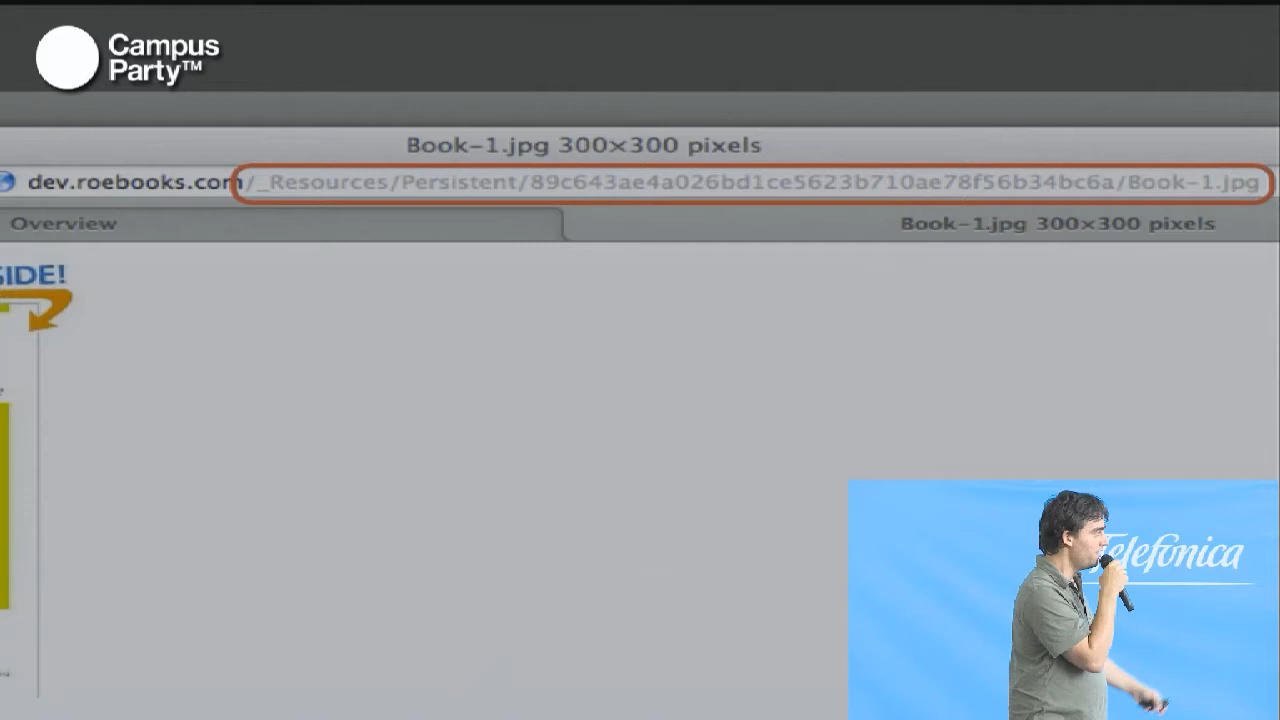 Campus
Party™
Book-1.jpg 300×300 pixels
dev.roebooks.com/_Resources/Persistent/89c643ae4a026bd1ce5623b710ae78f56b34bc6a/Book-1.jpg
Overview
Book-1.jpg 300×300 pixels
SIDE!
Telefónica